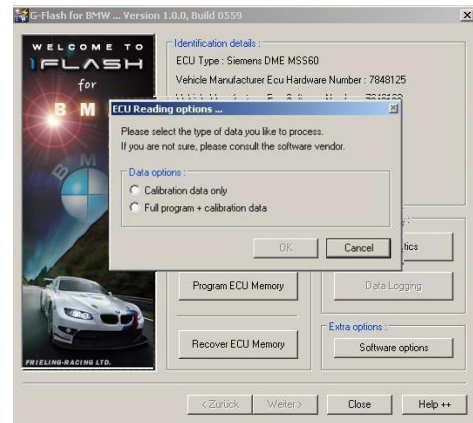 G-Flash for BMW ... Version 1.0.0, Build 0559
WELCOME TO
IFLASH
for
B M
BM
FRIELING-RACING LTD.
Identification details :
ECU Type : Siemens DME MSS60
Vehicle Manufacturer Ecu Hardware Number : 7848125
ECU Reading options ...
Please select the type of data you like to process.
If you are not sure, please consult the software vendor.
Data options :
Calibration data only
Full program + calibration data
OK
Cancel
tics
Program ECU Memory
Data Logging
Recover ECU Memory
Extra options :
Software options
< Zurück
Weiter >
Close
Help ++